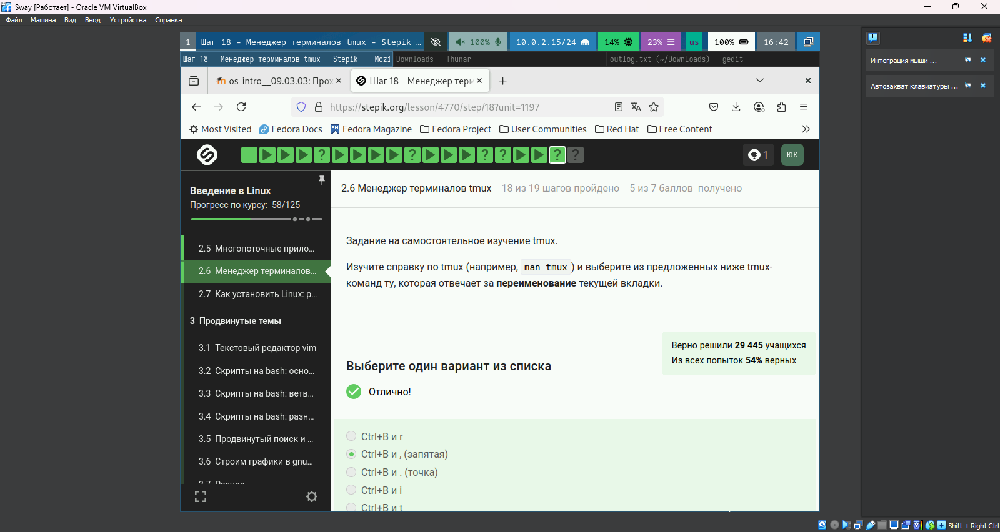 Sway [Работает] - Oracle VM VirtualBox
Файл Машина Вид Ввод Устройства Справка
1 Шаг 18 – Менеджер терминалов tmux – Stepik … 100% 10.0.2.15/24 14% 23% us 100% 16:42
Шаг 18 – Менеджер терминалов tmux – Stepik — Mozi Downloads – Thunar outlog.txt (~/Downloads) – gedit
Интеграция мыши ...
Автозахват клавиатуры ...
os-intro__09.03.03: Прох Шаг 18 – Менеджер терм
https://stepik.org/lesson/4770/step/18?unit=1197
Most Visited Fedora Docs Fedora Magazine Fedora Project User Communities Red Hat Free Content
1 ЮК
Введение в Linux
Прогресс по курсу: 58/125
2.5 Многопоточные прило...
2.6 Менеджер терминалов...
2.7 Как установить Linux: р...
3 Продвинутые темы
3.1 Текстовый редактор vim
3.2 Скрипты на bash: осно...
3.3 Скрипты на bash: ветв...
3.4 Скрипты на bash: разн...
3.5 Продвинутый поиск и ...
3.6 Строим графики в gnu...
3.7 Разное
2.6 Менеджер терминалов tmux 18 из 19 шагов пройдено 5 из 7 баллов получено
Задание на самостоятельное изучение tmux.
Изучите справку по tmux (например, man tmux ) и выберите из предложенных ниже tmux-
команд ту, которая отвечает за переименование текущей вкладки.
Верно решили 29 445 учащихся
Из всех попыток 54% верных
Выберите один вариант из списка
Отлично!
Ctrl+B и r
Ctrl+B и , (запятая)
Ctrl+B и . (точка)
Ctrl+B и i
Ctrl+B и t
Shift + Right Ctrl